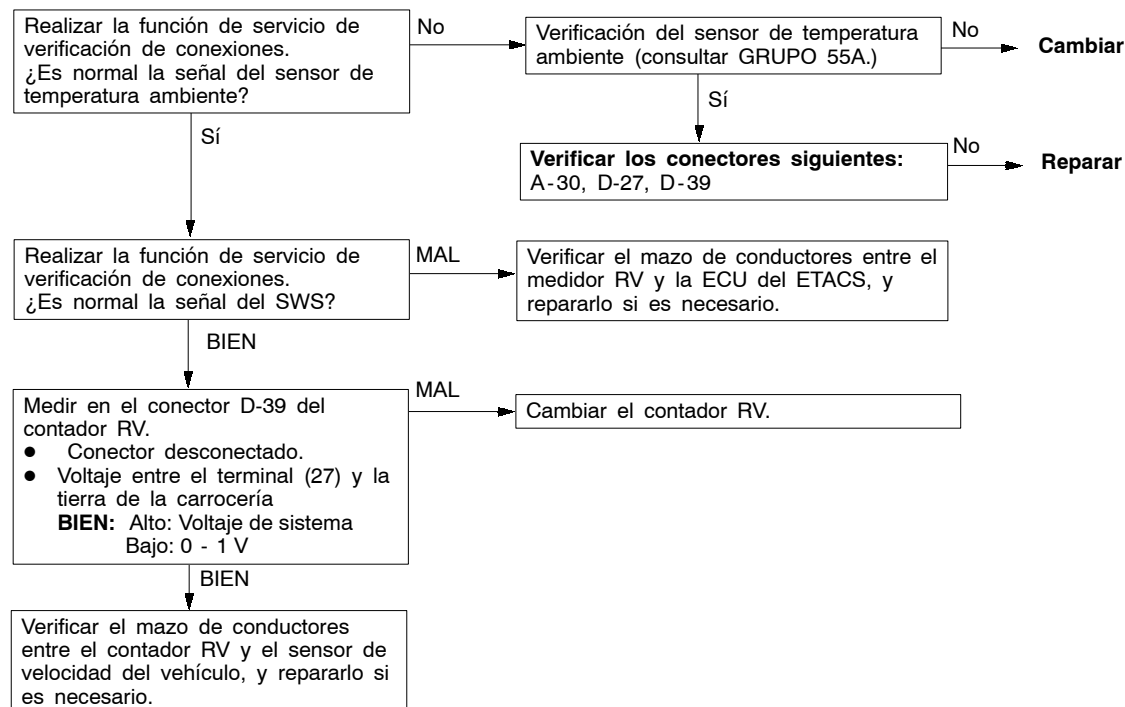 Realizar la función de servicio de
verificación de conexiones.
¿Es normal la señal del sensor de
temperatura ambiente?
No
Verificación del sensor de temperatura
ambiente (consultar GRUPO 55A.)
No
Cambiar
Sí
Sí
Verificar los conectores siguientes:
A-30, D-27, D-39
No
Reparar
Realizar la función de servicio de
verificación de conexiones.
¿Es normal la señal del SWS?
MAL
Verificar el mazo de conductores entre el
medidor RV y la ECU del ETACS, y
repararlo si es necesario.
BIEN
Medir en el conector D-39 del
contador RV.
● Conector desconectado.
● Voltaje entre el terminal (27) y la
tierra de la carrocería
BIEN: Alto: Voltaje de sistema
Bajo: 0 - 1 V
MAL
Cambiar el contador RV.
BIEN
Verificar el mazo de conductores
entre el contador RV y el sensor de
velocidad del vehículo, y repararlo si
es necesario.